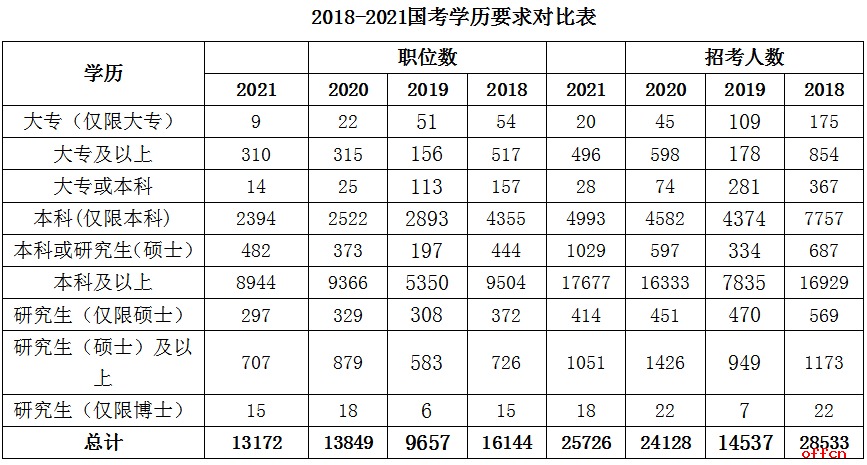 2018-2021国考学历要求对比表
学历 职位数 招考人数
2021 2020 2019 2018 2021 2020 2019 2018
大专（仅限大专） 9 22 51 54 20 45 109 175
大专及以上 310 315 156 517 496 598 178 854
大专或本科 14 25 113 157 28 74 281 367
本科(仅限本科) 2394 2522 2893 4355 4993 4582 4374 7757
本科或研究生(硕士) 482 373 197 444 1029 597 334 687
本科及以上 8944 9366 5350 9504 17677 16333 7835 16929
研究生（仅限硕士） 297 329 308 372 414 451 470 569
研究生（硕士）及以
上 707 879 583 726 1051 1426 949 1173
研究生（仅限博士） 15 18 6 15 18 22 7 22
总计 13172 13849 9657 16144 25726 24128 14537 28533
offcn